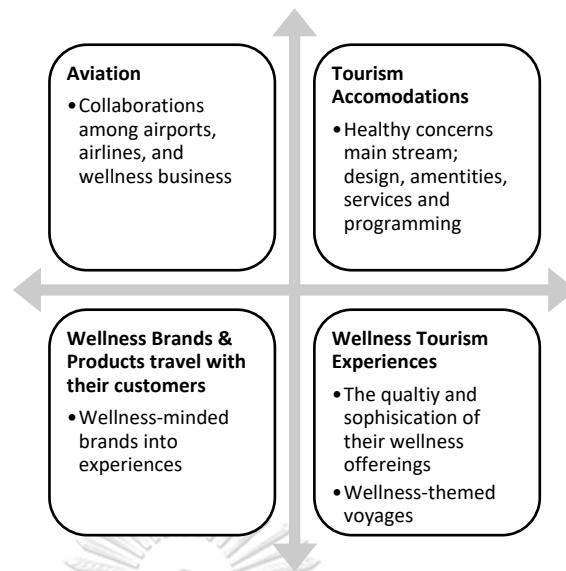 Aviation
•Collaborations
among airports,
airlines, and
wellness business
Tourism
Accomodations
•Healthy concerns
main stream;
design, amentities,
services and
programming
Wellness Brands &
Products travel with
their customers
•Wellness-minded
brands into
experiences
Wellness Tourism
Experiences
•The qualtiy and
sophisication of
their wellness
offereings
•Wellness-themed
voyages